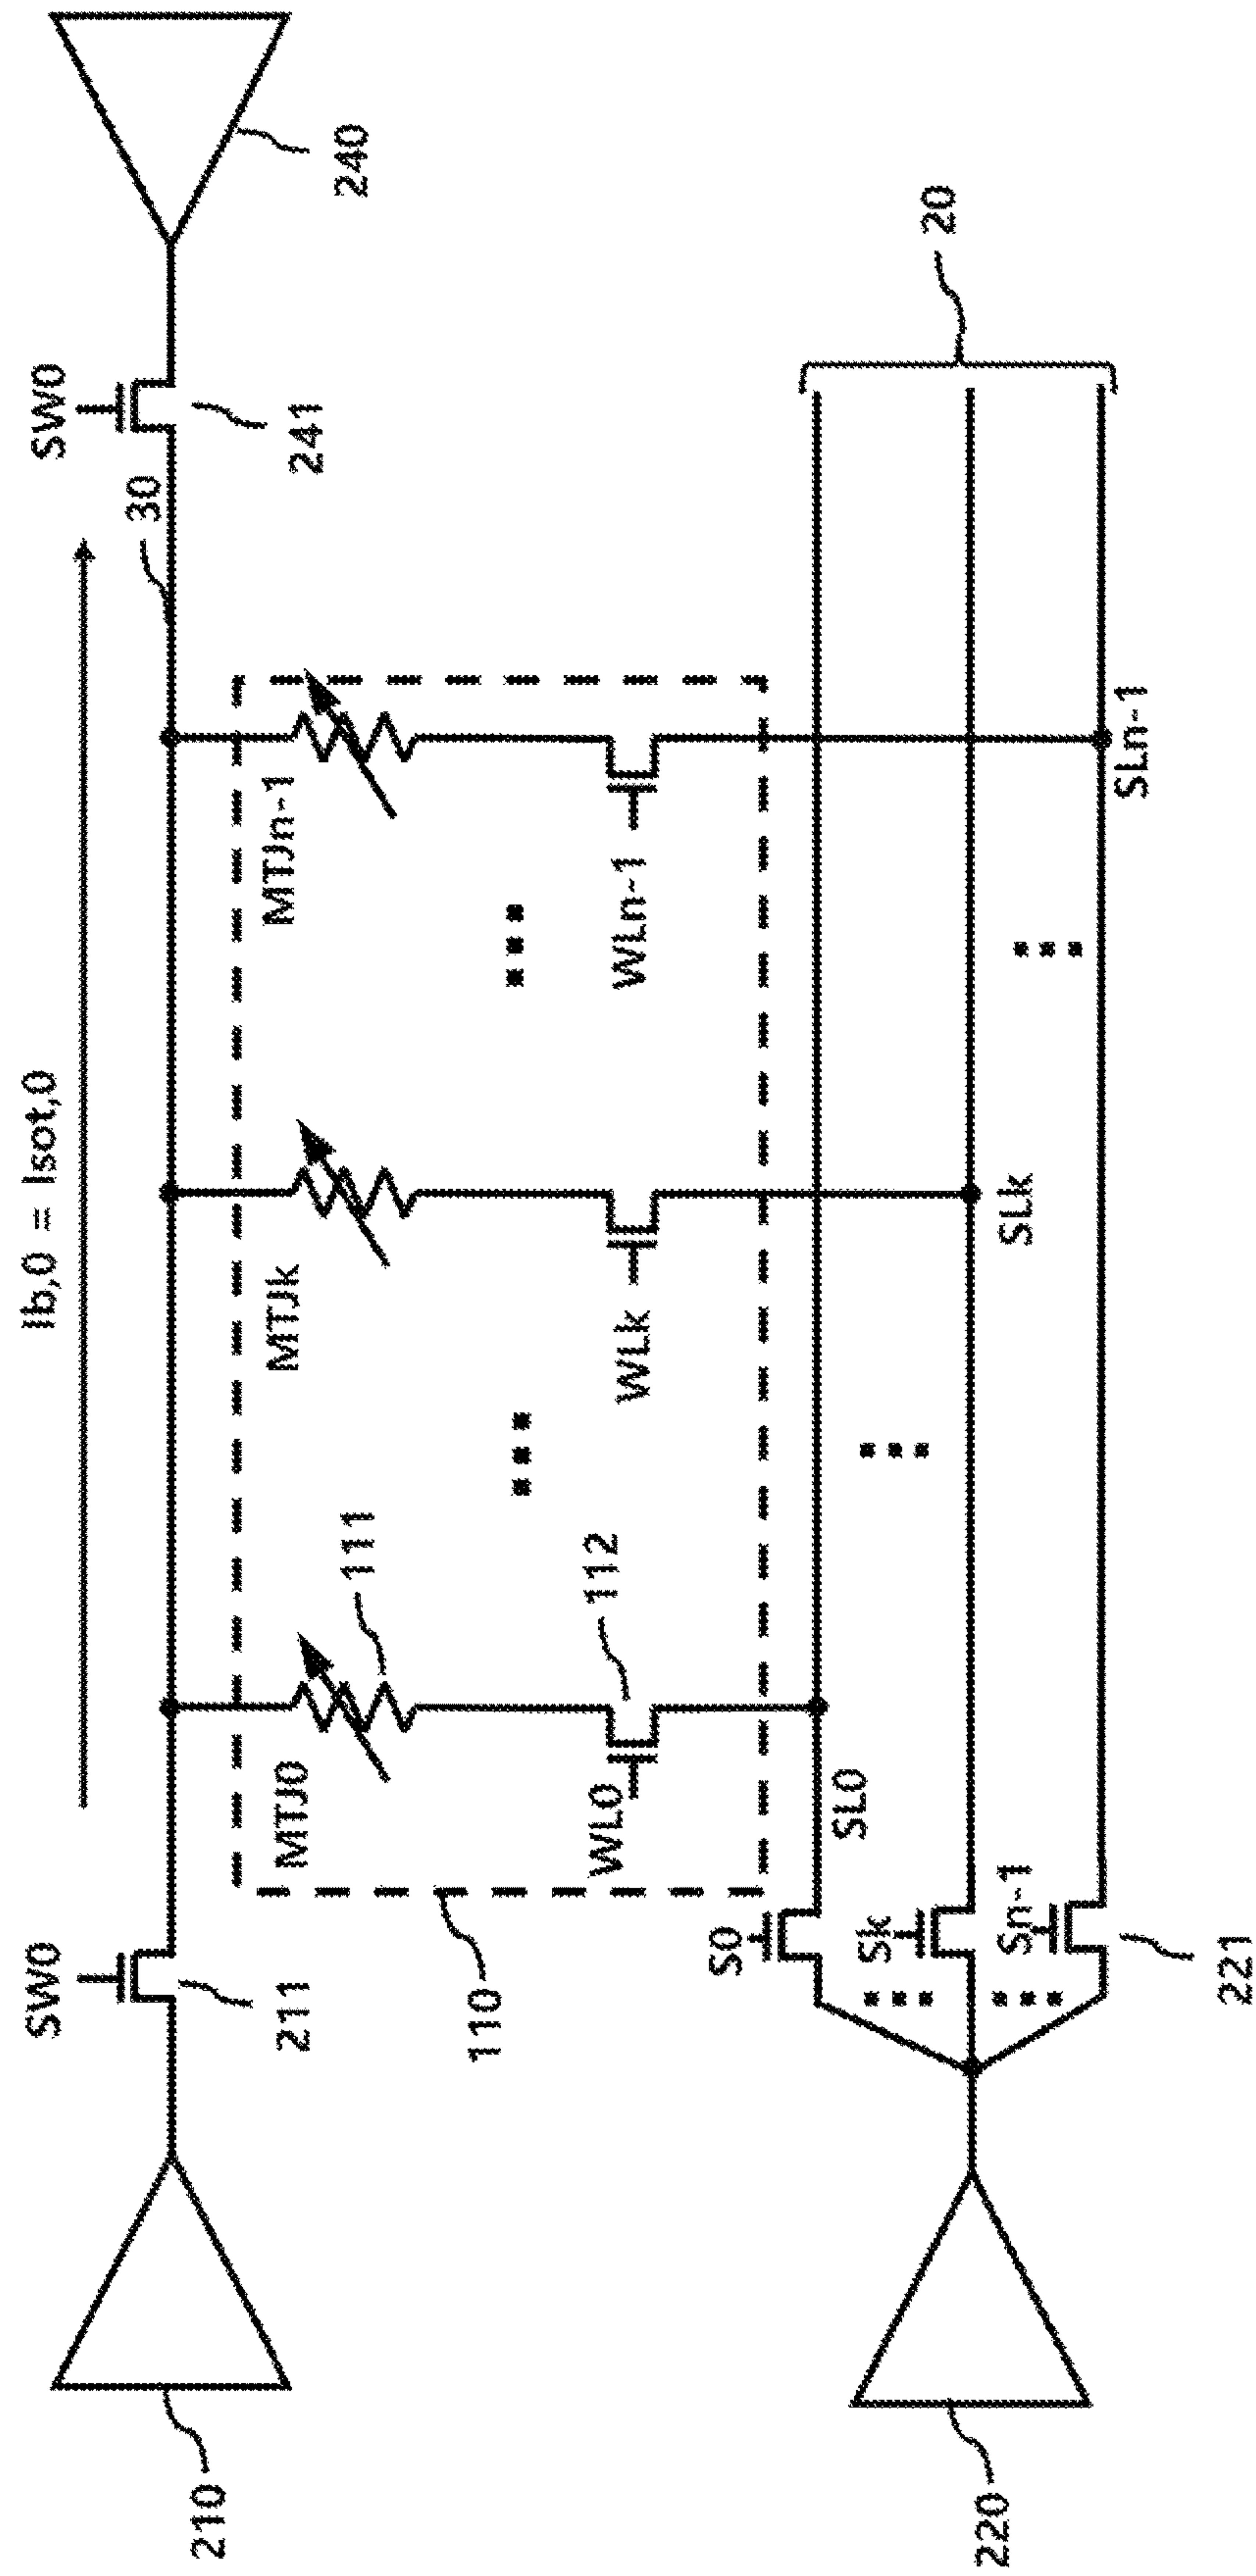 Ib,0 = Isot,0
SW0
SW0
30
211
241
240
210
MTJ0
MTJk
MTJn-1
111
112
WL0
WLk
WLn-1
110
20
S0
SL0
Sk
SLk
Sn-1
SLn-1
221
220